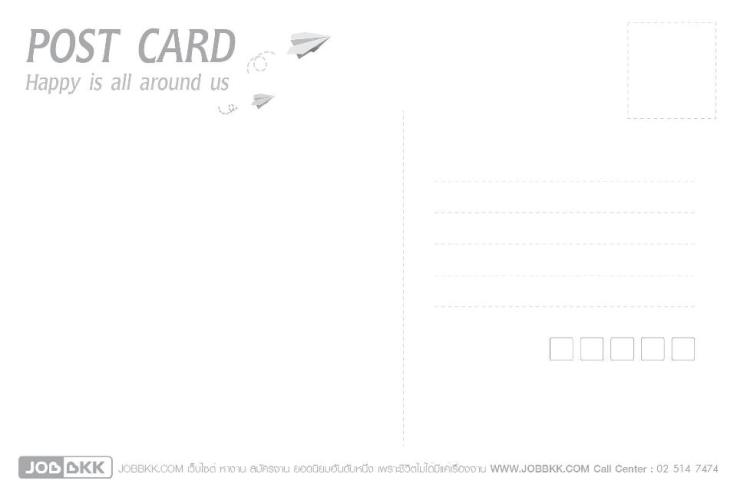 POST CARD
Happy is all around us
JOBBKK JOBBKK.COM เว็บไซต์ หางาน สมัครงาน ยอดนิยมอันดับหนึ่ง เพราะชีวิตไม่ได้มีแค่เรื่องงาน WWW.JOBBKK.COM Call Center : 02 514 7474